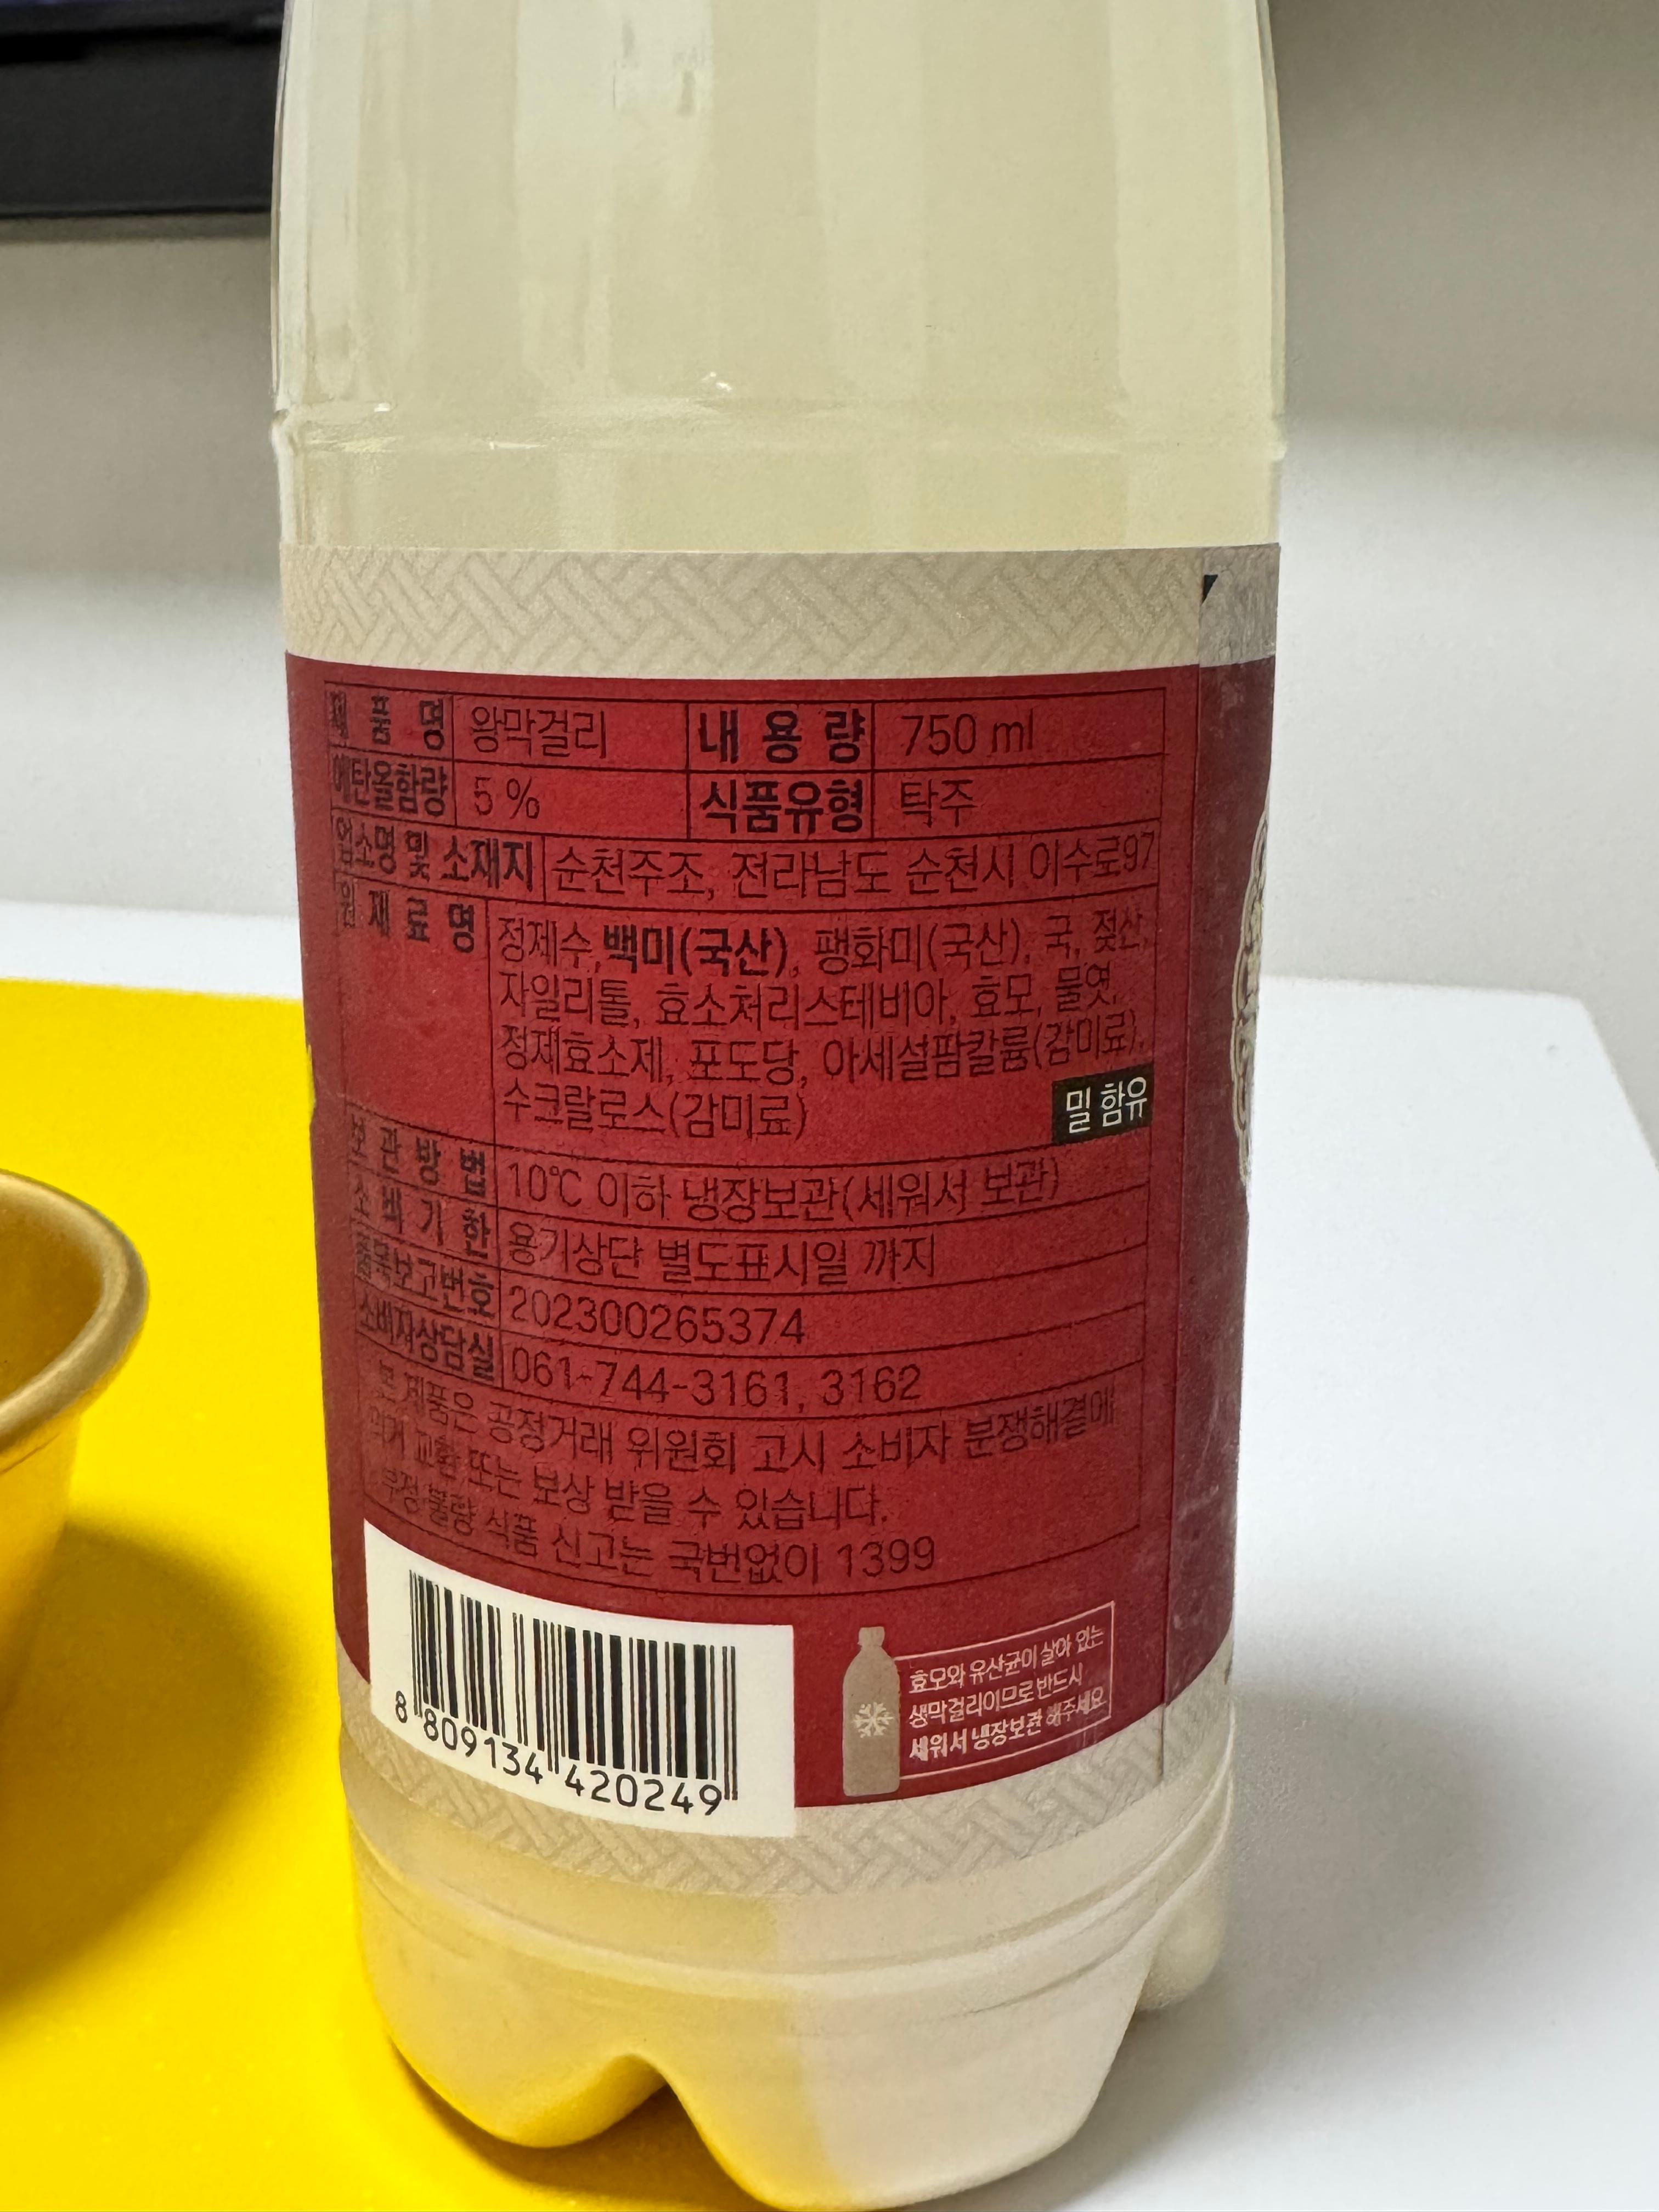 제품명 왕막걸리 내용량 750 ml
에탄올함량 5 % 식품유형 탁주
업소명 및 소재지 순천주조, 전라남도 순천시 이수로97
원재료명 정제수, 백미(국산), 팽화미(국산), 국, 젖산,
자일리톨, 효소처리스테비아, 효모, 물엿,
정제효소제, 포도당, 아세설팜칼륨(감미료),
수크랄로스(감미료)
밀 함유
보관방법 10℃ 이하 냉장보관(세워서 보관)
소비기한 용기상단 별도표시일 까지
품목보고번호 202300265374
소비자상담실 061-744-3161, 3162
본 제품은 공정거래 위원회 고시 소비자 분쟁해결에
의거 교환 또는 보상 받을 수 있습니다.
부정 불량 식품 신고는 국번없이 1399
효모와 유산균이 살아 있는
생막걸리이므로 반드시
세워서 냉장보관 해주세요
8 809134 420249